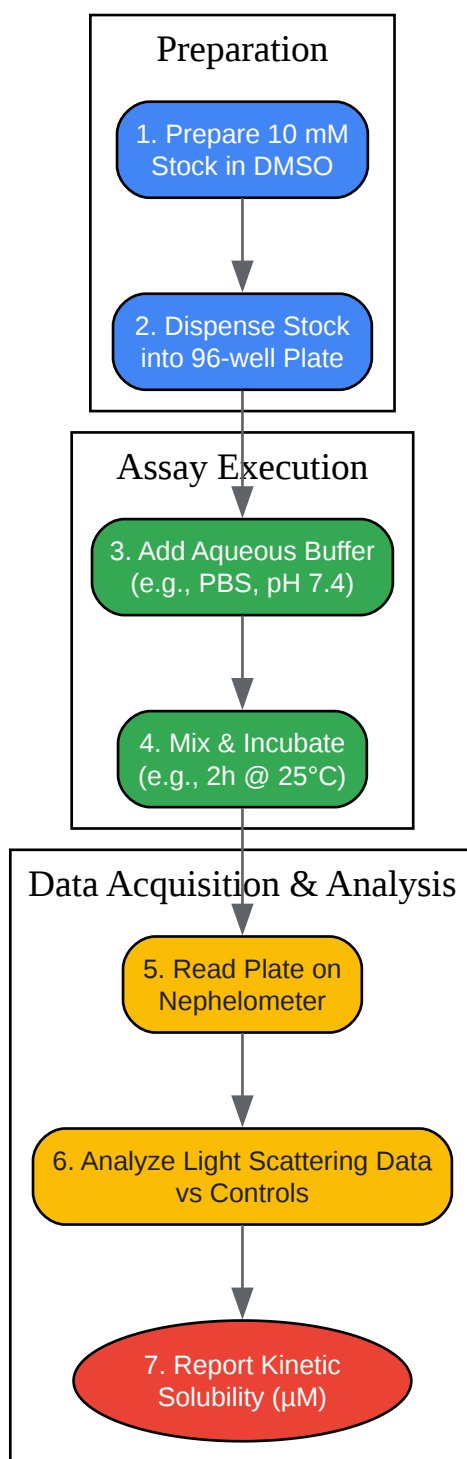 Preparation
1. Prepare 10 mM
Stock in DMSO
2. Dispense Stock
into 96-well Plate
Assay Execution
3. Add Aqueous Buffer
(e.g., PBS, pH 7.4)
4. Mix & Incubate
(e.g., 2h @ 25°C)
Data Acquisition & Analysis
5. Read Plate on
Nephelometer
6. Analyze Light Scattering Data
vs Controls
7. Report Kinetic
Solubility (µM)